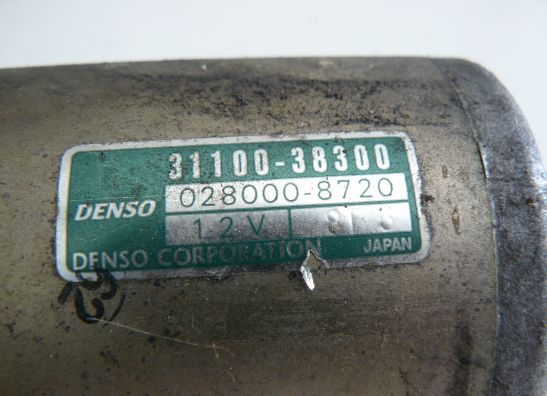 31100-38300
DENSO 028000-8720
12V
DENSO CORPORATION JAPAN